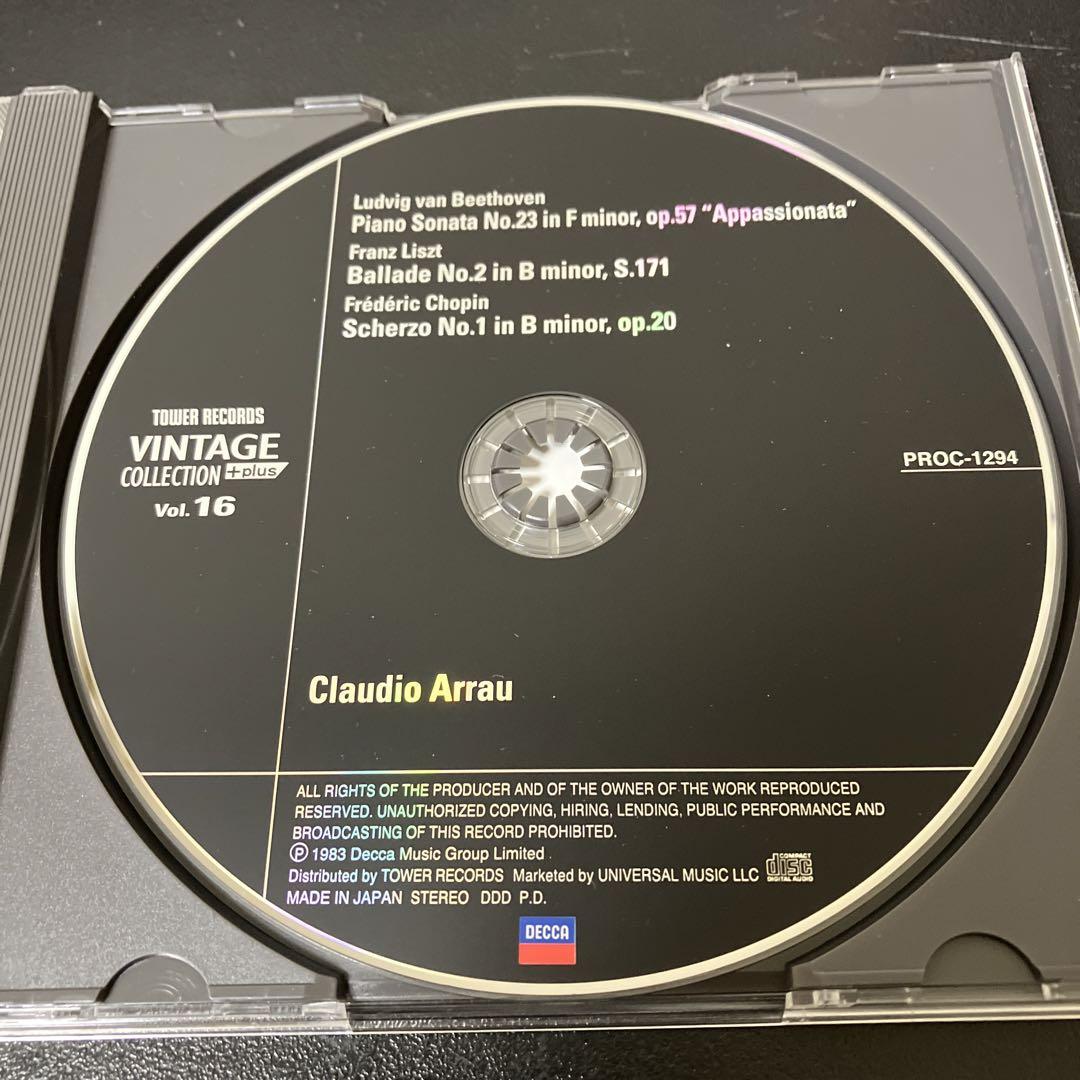 Ludvig van Beethoven
Piano Sonata No.23 in F minor, op.57 "Appassionata"
Franz Liszt
Ballade No.2 in B minor, S.171
Frédéric Chopin
Scherzo No.1 in B minor, op.20
TOWER RECORDS
VINTAGE
COLLECTION +plus
Vol. 16
PROC-1294
Claudio Arrau
ALL RIGHTS OF THE PRODUCER AND OF THE OWNER OF THE WORK REPRODUCED
RESERVED. UNAUTHORIZED COPYING, HIRING, LENDING, PUBLIC PERFORMANCE AND
BROADCASTING OF THIS RECORD PROHIBITED.
Ⓟ 1983 Decca Music Group Limited
Distributed by TOWER RECORDS Marketed by UNIVERSAL MUSIC LLC
COMPACT
disc
DIGITAL AUDIO
MADE IN JAPAN STEREO DDD P.D.
DECCA